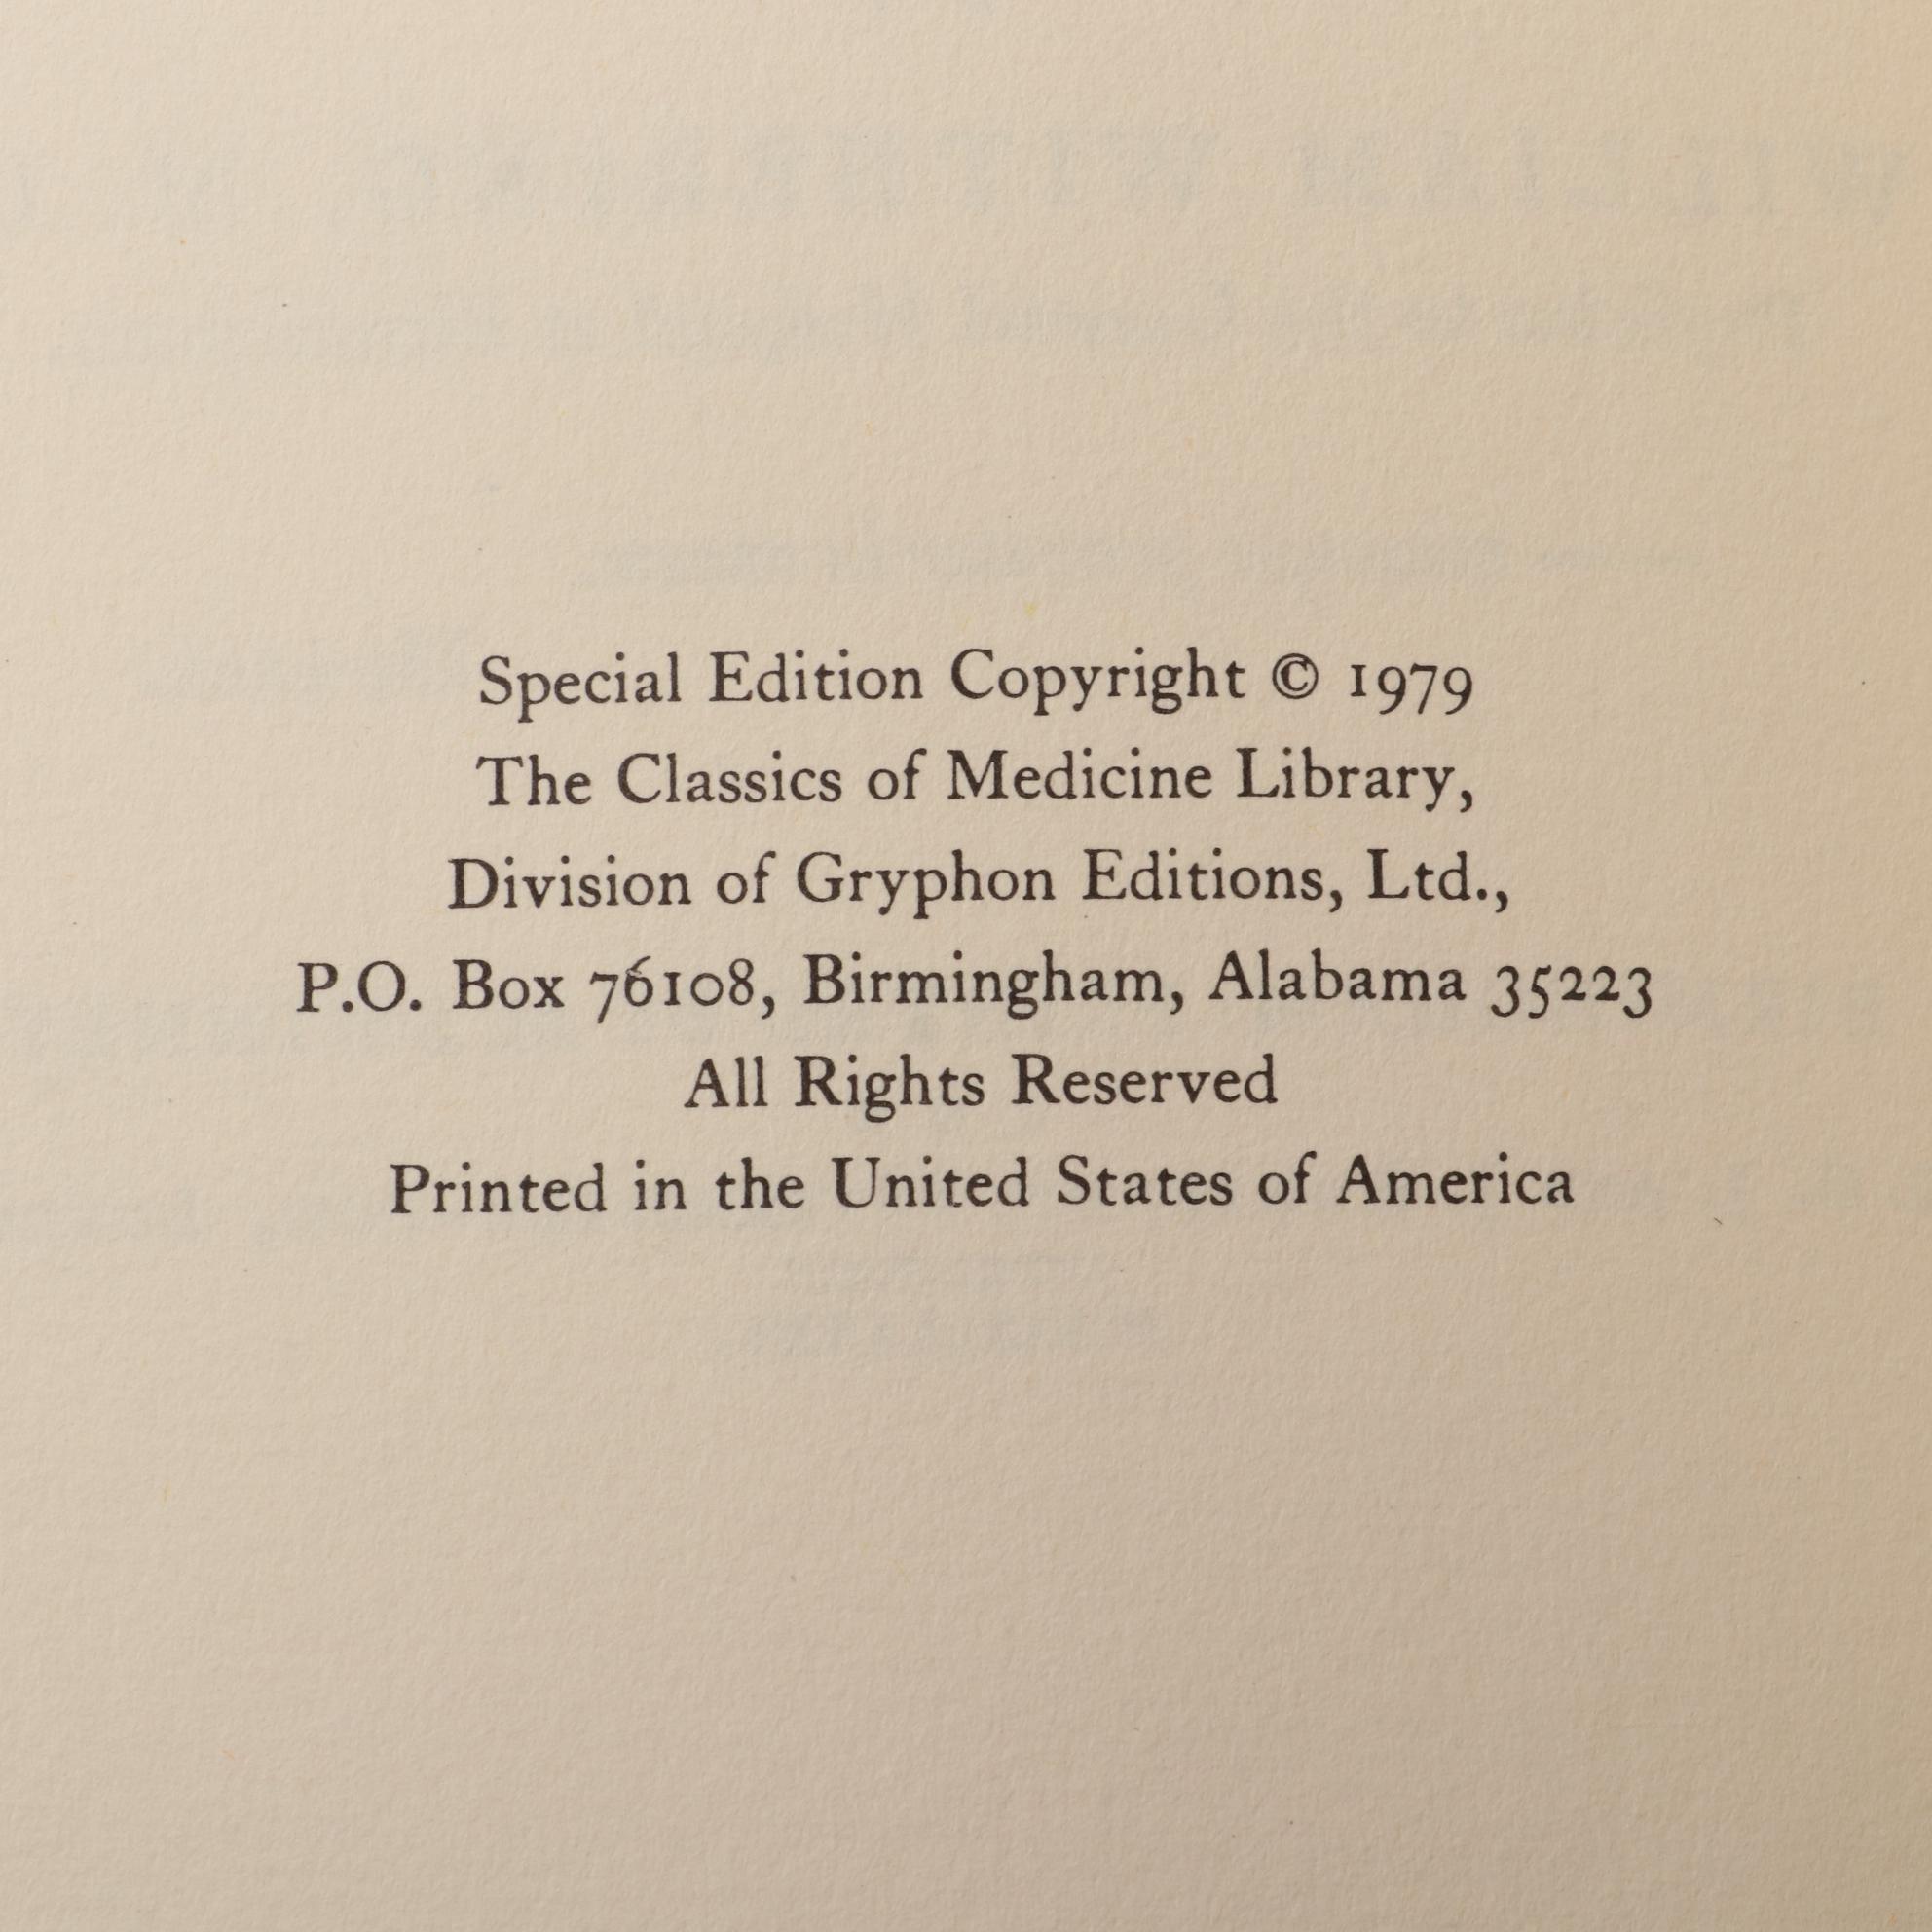 Special Edition Copyright © 1979
The Classics of Medicine Library,
Division of Gryphon Editions, Ltd.,
P.O. Box 76108, Birmingham, Alabama 35223
All Rights Reserved
Printed in the United States of America